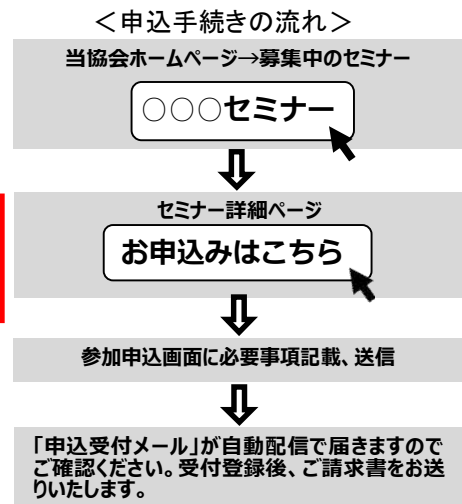 ＜申込手続きの流れ＞
当協会ホームページ→募集中のセミナー
○○○セミナー
セミナー詳細ページ
お申込みはこちら
参加申込画面に必要事項記載、送信
「申込受付メール」が自動配信で届きますので
ご確認ください。受付登録後、ご請求書をお送
りいたします。